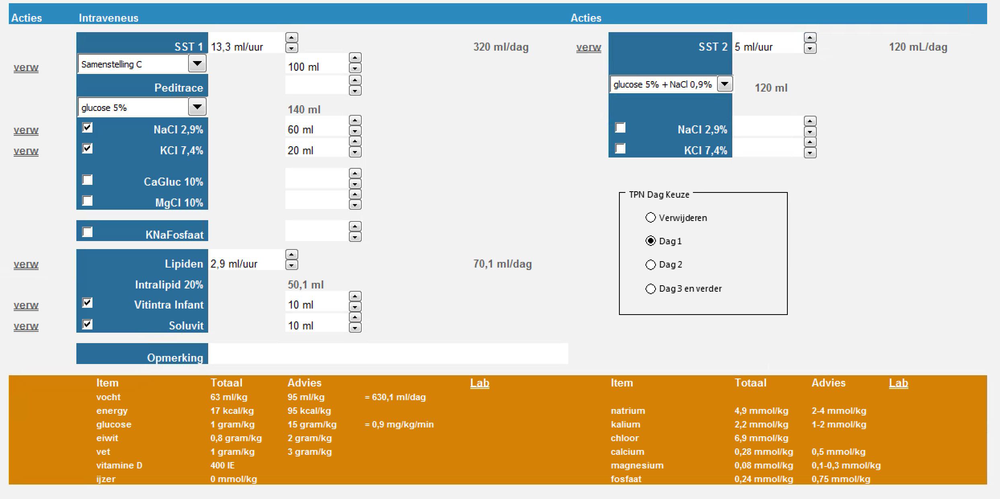 Acties Intraveneus Acties
SST 1 13,3 ml/uur 320 ml/dag verw SST 2 5 ml/uur 120 mL/dag
verw Samenstelling C 100 ml
Peditrace glucose 5% + NaCl 0,9% 120 ml
glucose 5% 140 ml
verw NaCl 2,9% 60 ml NaCl 2,9%
verw KCl 7,4% 20 ml KCl 7,4%
CaGluc 10%
TPN Dag Keuze
MgCl 10%
Verwijderen
KNaFosfaat
Dag 1
verw Lipiden 2,9 ml/uur 70,1 ml/dag Dag 2
Intralipid 20% 50,1 ml Dag 3 en verder
verw Vitintra Infant 10 ml
verw Soluvit 10 ml
Opmerking
Item Totaal Advies Lab Item Totaal Advies Lab
vocht 63 ml/kg 95 ml/kg = 630,1 ml/dag
energy 17 kcal/kg 95 kcal/kg natrium 4,9 mmol/kg 2-4 mmol/kg
glucose 1 gram/kg 15 gram/kg = 0,9 mg/kg/min kalium 2,2 mmol/kg 1-2 mmol/kg
eiwit 0,8 gram/kg 2 gram/kg chloor 6,9 mmol/kg
vet 1 gram/kg 3 gram/kg calcium 0,28 mmol/kg 0,5 mmol/kg
vitamine D 400 IE magnesium 0,08 mmol/kg 0,1-0,3 mmol/kg
ijzer 0 mmol/kg fosfaat 0,24 mmol/kg 0,75 mmol/kg